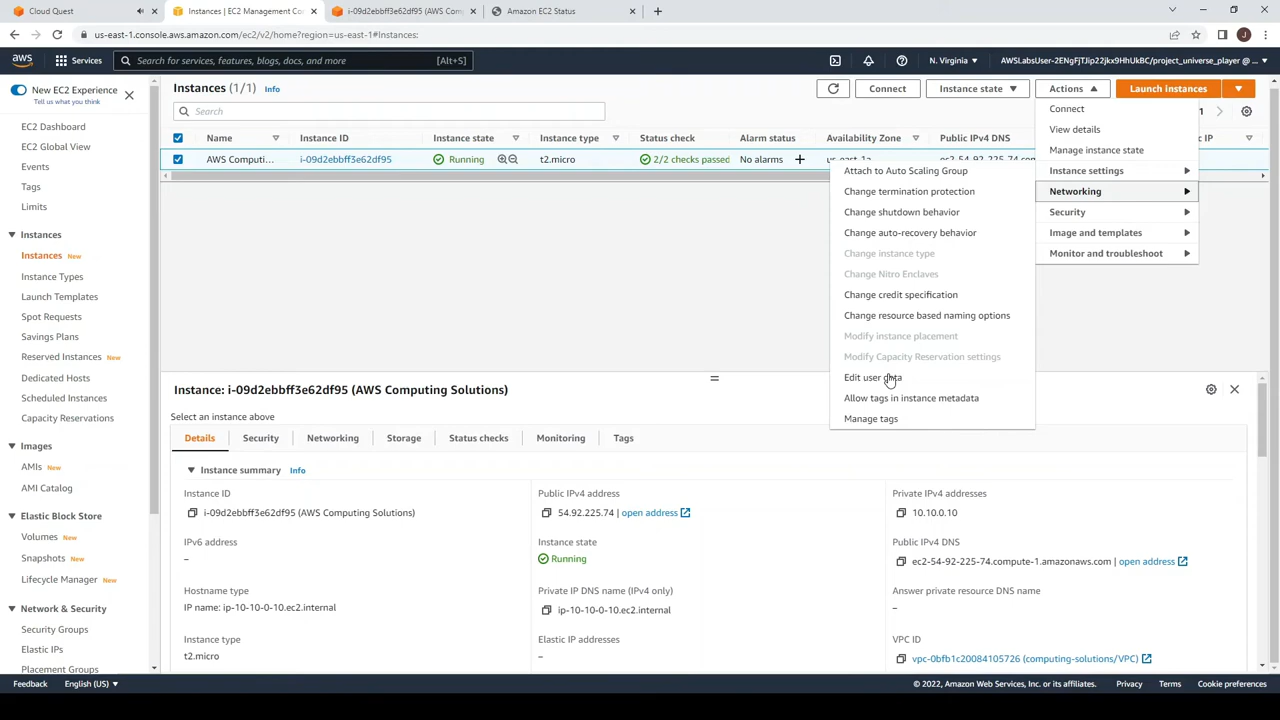 Cloud Quest
Instances | EC2 Management Co
i-09d2ebbff3e62df95 (AWS Comp
Amazon EC2 Status
us-east-1.console.aws.amazon.com/ec2/v2/home?region=us-east-1#Instances:
J
aws
Services
Search for services, features, blogs, docs, and more
[Alt+S]
N. Virginia
AWSLabsUser-2ENgFJTJip22jkx9HhUkBC/project_universe_player @ ...
New EC2 Experience
Tell us what you think
EC2 Dashboard
EC2 Global View
Events
Tags
Limits
Instances
Instances New
Instance Types
Launch Templates
Spot Requests
Savings Plans
Reserved Instances New
Dedicated Hosts
Scheduled Instances
Capacity Reservations
Images
AMIs New
AMI Catalog
Elastic Block Store
Volumes New
Snapshots New
Lifecycle Manager New
Network & Security
Security Groups
Elastic IPs
Placement Groups
Instances (1/1) Info
Connect
Instance state
Actions
Launch instances
Search
1
Name
Instance ID
Instance state
Instance type
Status check
Alarm status
Availability Zone
Public IPv4 DNS
IP
AWS Computi...
i-09d2ebbff3e62df95
Running
t2.micro
2/2 checks passed
No alarms
us-east-1a
Connect
View details
Manage instance state
Instance settings
Networking
Security
Image and templates
Monitor and troubleshoot
Attach to Auto Scaling Group
Change termination protection
Change shutdown behavior
Change auto-recovery behavior
Change instance type
Change Nitro Enclaves
Change credit specification
Change resource based naming options
Modify instance placement
Modify Capacity Reservation settings
Edit user data
Allow tags in instance metadata
Manage tags
Instance: i-09d2ebbff3e62df95 (AWS Computing Solutions)
Select an instance above
Details
Security
Networking
Storage
Status checks
Monitoring
Tags
Instance summary Info
Instance ID
i-09d2ebbff3e62df95 (AWS Computing Solutions)
Public IPv4 address
54.92.225.74 | open address
Private IPv4 addresses
10.10.0.10
IPv6 address
–
Instance state
Running
Public IPv4 DNS
ec2-54-92-225-74.compute-1.amazonaws.com | open address
Hostname type
IP name: ip-10-10-0-10.ec2.internal
Private IP DNS name (IPv4 only)
ip-10-10-0-10.ec2.internal
Answer private resource DNS name
–
Instance type
t2.micro
Elastic IP addresses
–
VPC ID
vpc-0bfb1c20084105726 (computing-solutions/VPC)
Feedback
English (US)
© 2022, Amazon Web Services, Inc. or its affiliates.
Privacy
Terms
Cookie preferences